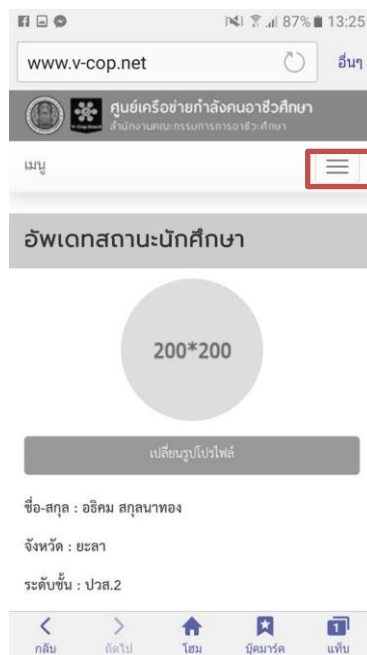 87% 13:25
www.v-cop.net อื่นๆ
ศูนย์เครือข่ายกำลังคนอาชีวศึกษา
สำนักงานคณะกรรมการการอาชีวะศึกษา
เมนู
อัพเดทสถานะนักศึกษา
200*200
เปลี่ยนรูปโปรไฟล์
ชื่อ-สกุล : อธิคม สกุลนาทอง
จังหวัด : ยะลา
ระดับชั้น : ปวส.2
กลับ ถัดไป โฮม บุ๊คมาร์ค แท็บ